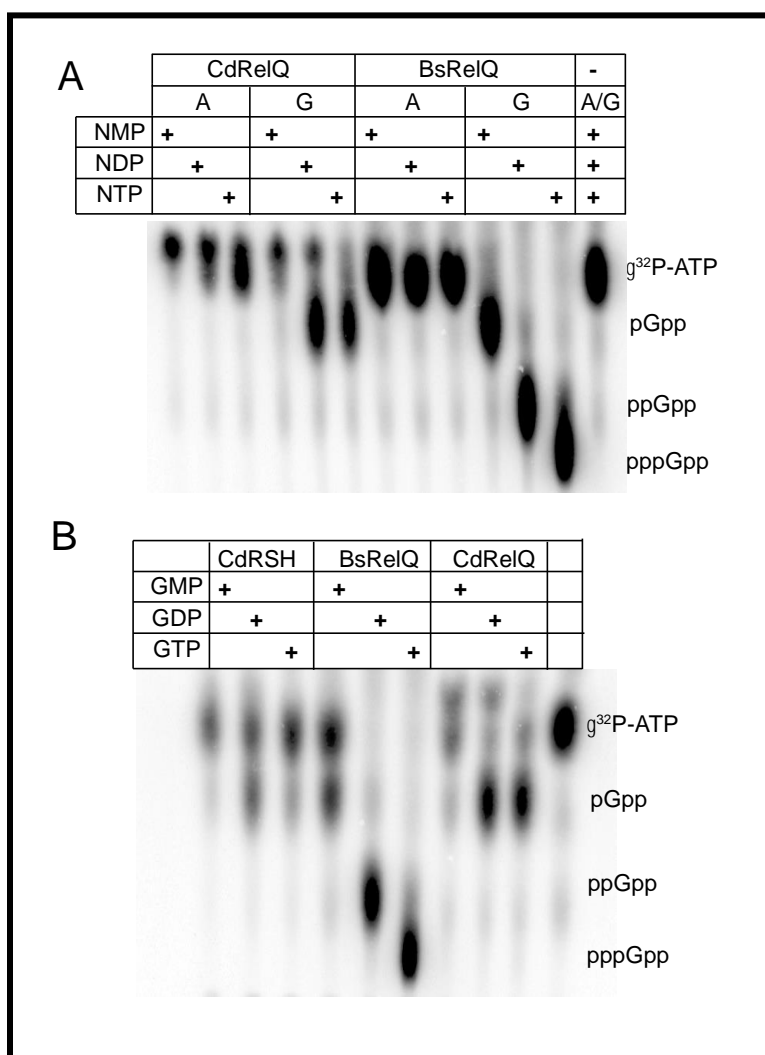 A
CdRelQ BsRelQ -
A G A G A/G
NMP + + + + +
NDP + + + + +
NTP + + + + +
g³²P-ATP
pGpp
ppGpp
pppGpp
B
CdRSH BsRelQ CdRelQ
GMP + + +
GDP + + +
GTP + + +
g³²P-ATP
pGpp
ppGpp
pppGpp